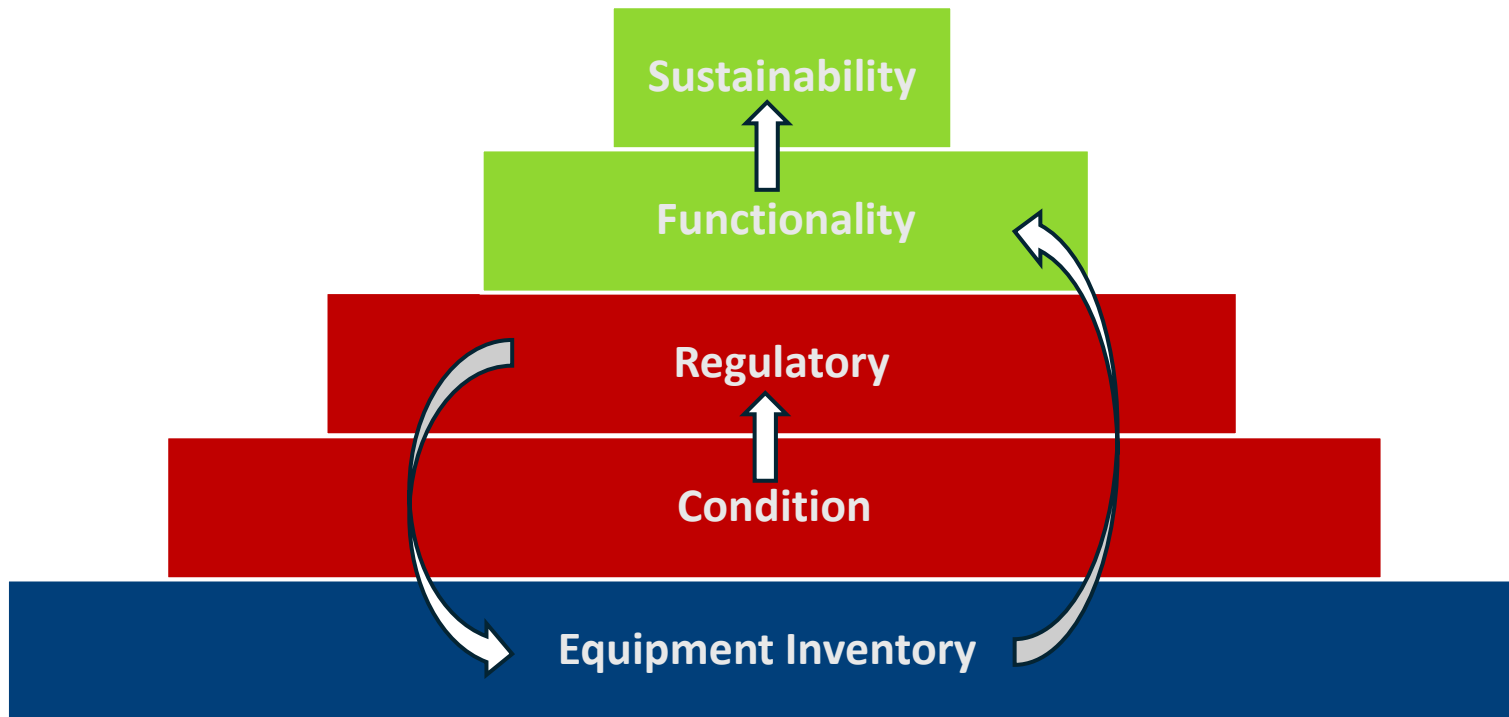 Sustainability
Functionality
Regulatory
Condition
Equipment Inventory